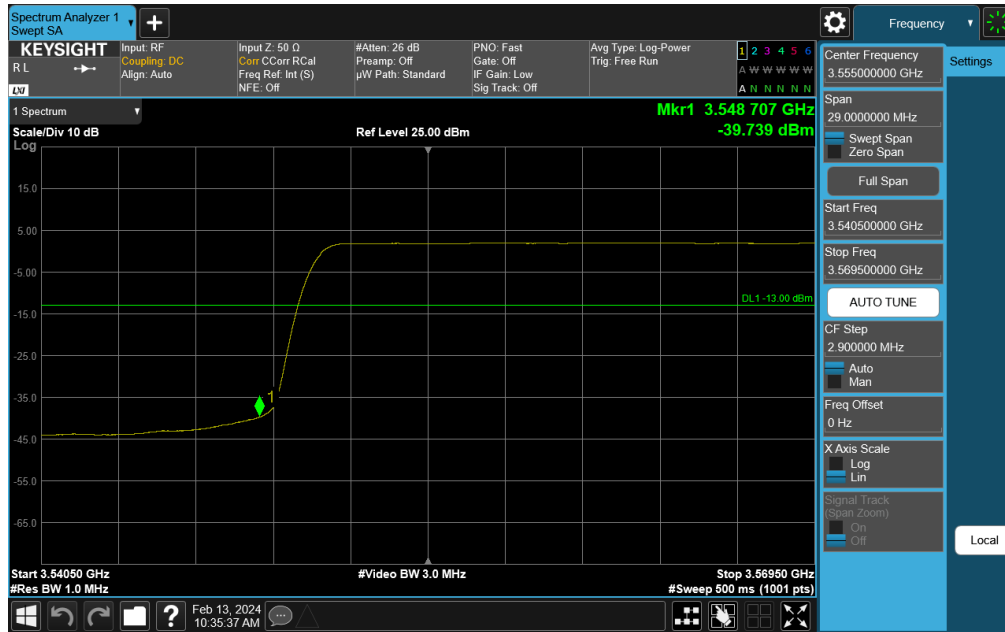 Spectrum Analyzer 1
Swept SA
Frequency
KEYSIGHT
R L
LXI
Input: RF
Coupling: DC
Align: Auto
Input Z: 50 Ω
Corr CCorr RCal
Freq Ref: Int (S)
NFE: Off
#Atten: 26 dB
Preamp: Off
µW Path: Standard
PNO: Fast
Gate: Off
IF Gain: Low
Sig Track: Off
Avg Type: Log-Power
Trig: Free Run
1 2 3 4 5 6
A W W W W W
A N N N N N
1 Spectrum
Mkr1 3.548 707 GHz
-39.739 dBm
Scale/Div 10 dB
Ref Level 25.00 dBm
Log
15.0
5.00
-5.00
DL1 -13.00 dBm
-15.0
-25.0
1
-35.0
-45.0
-55.0
-65.0
Start 3.54050 GHz
#Video BW 3.0 MHz
Stop 3.56950 GHz
#Res BW 1.0 MHz
#Sweep 500 ms (1001 pts)
Feb 13, 2024
10:35:37 AM
Center Frequency
3.555000000 GHz
Span
29.0000000 MHz
Swept Span
Zero Span
Full Span
Start Freq
3.540500000 GHz
Stop Freq
3.569500000 GHz
AUTO TUNE
CF Step
2.900000 MHz
Auto
Man
Freq Offset
0 Hz
X Axis Scale
Log
Lin
Signal Track
(Span Zoom)
On
Off
Settings
Local